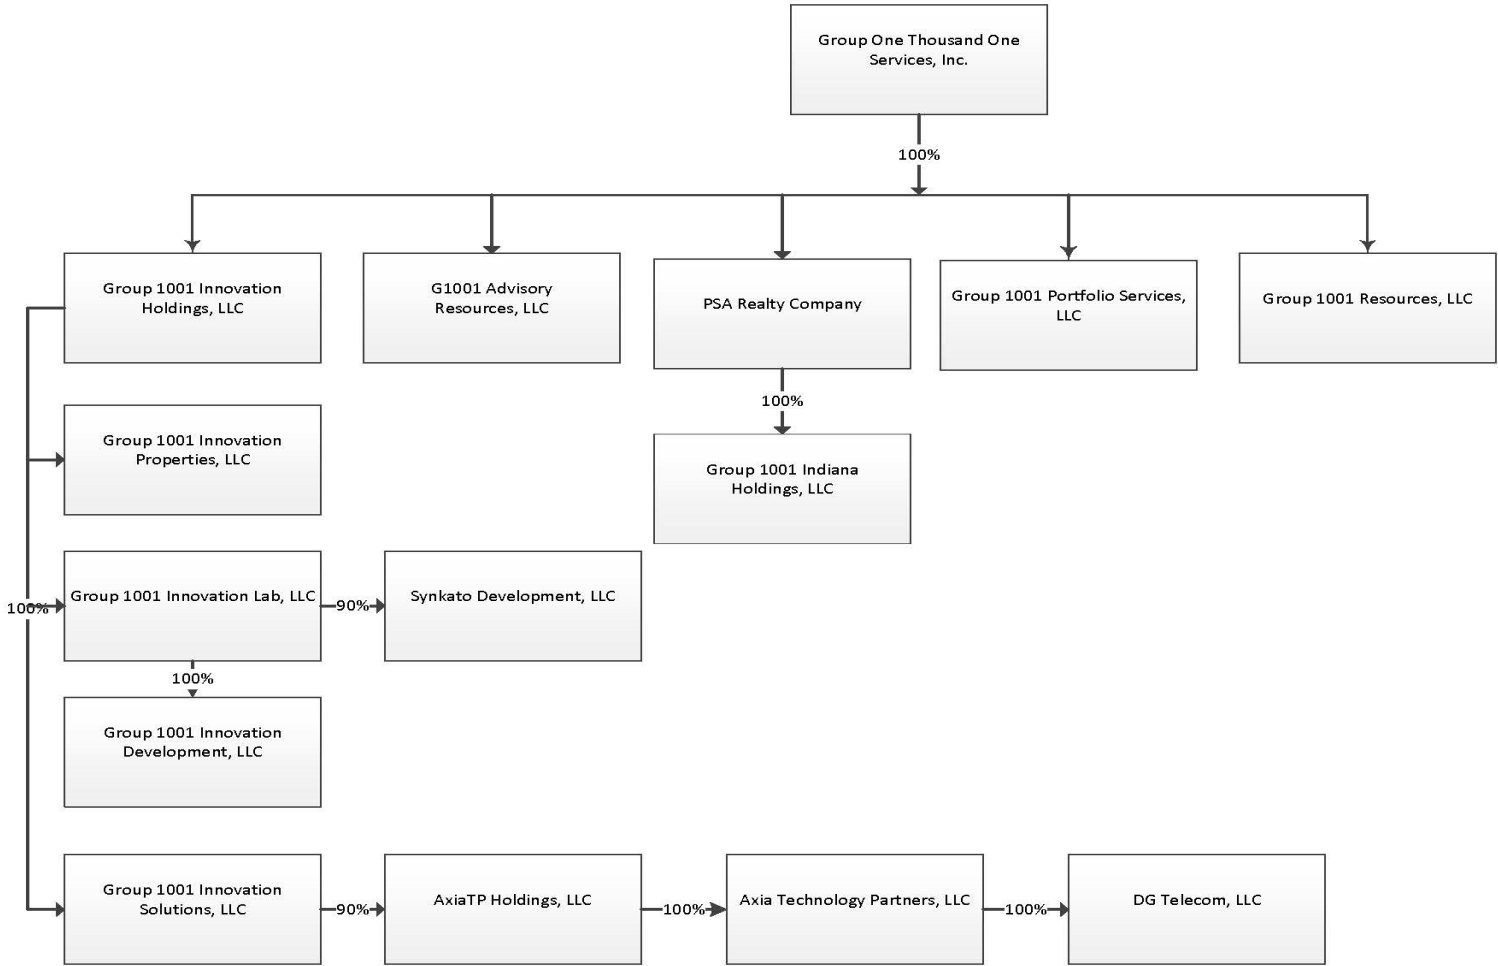 Group One Thousand One
Services, Inc.
100%
Group 1001 Innovation
Holdings, LLC
G1001 Advisory
Resources, LLC
PSA Realty Company
Group 1001 Portfolio Services,
LLC
Group 1001 Resources, LLC
100%
Group 1001 Innovation
Properties, LLC
Group 1001 Indiana
Holdings, LLC
100%
Group 1001 Innovation Lab, LLC
90%
Synkato Development, LLC
100%
Group 1001 Innovation
Development, LLC
Group 1001 Innovation
Solutions, LLC
90%
AxiaTP Holdings, LLC
100%
Axia Technology Partners, LLC
100%
DG Telecom, LLC